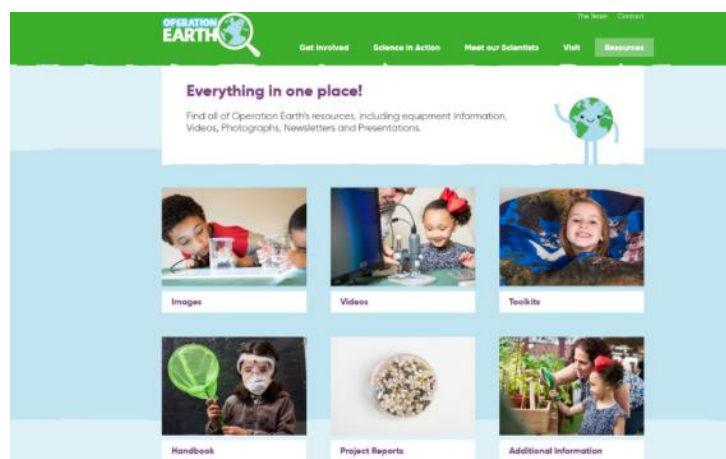 OPERATION
EARTH
The Team Contact
Get Involved Science in Action Meet our Scientists Visit Resources
Everything in one place!
Find all of Operation Earth's resources, including equipment Information,
Videos, Photographs, Newsletters and Presentations.
Images Videos Toolkits
Handbook Project Reports Additional Information